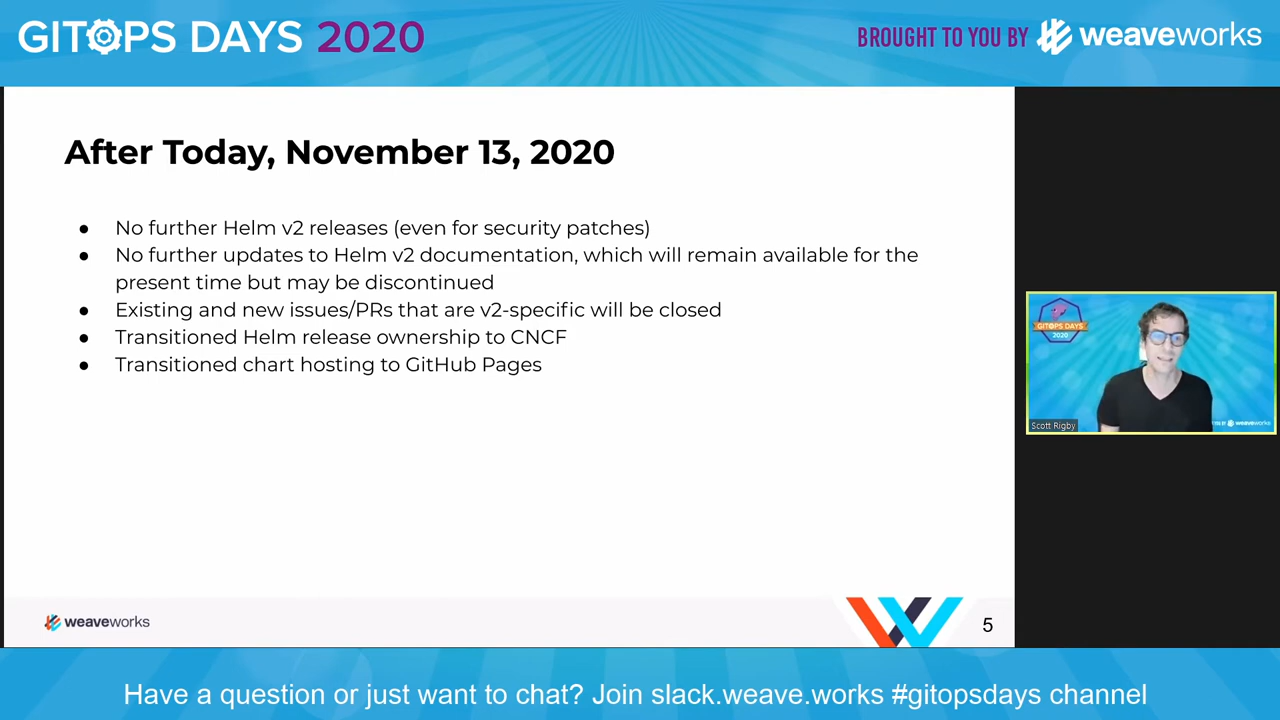 GITOPS DAYS 2020
BROUGHT TO YOU BY weaveworks
After Today, November 13, 2020
● No further Helm v2 releases (even for security patches)
● No further updates to Helm v2 documentation, which will remain available for the
present time but may be discontinued
● Existing and new issues/PRs that are v2-specific will be closed
● Transitioned Helm release ownership to CNCF
● Transitioned chart hosting to GitHub Pages
GITOPS DAYS
2020
Scott Rigby
weaveworks
weaveworks
5
Have a question or just want to chat? Join slack.weave.works #gitopsdays channel